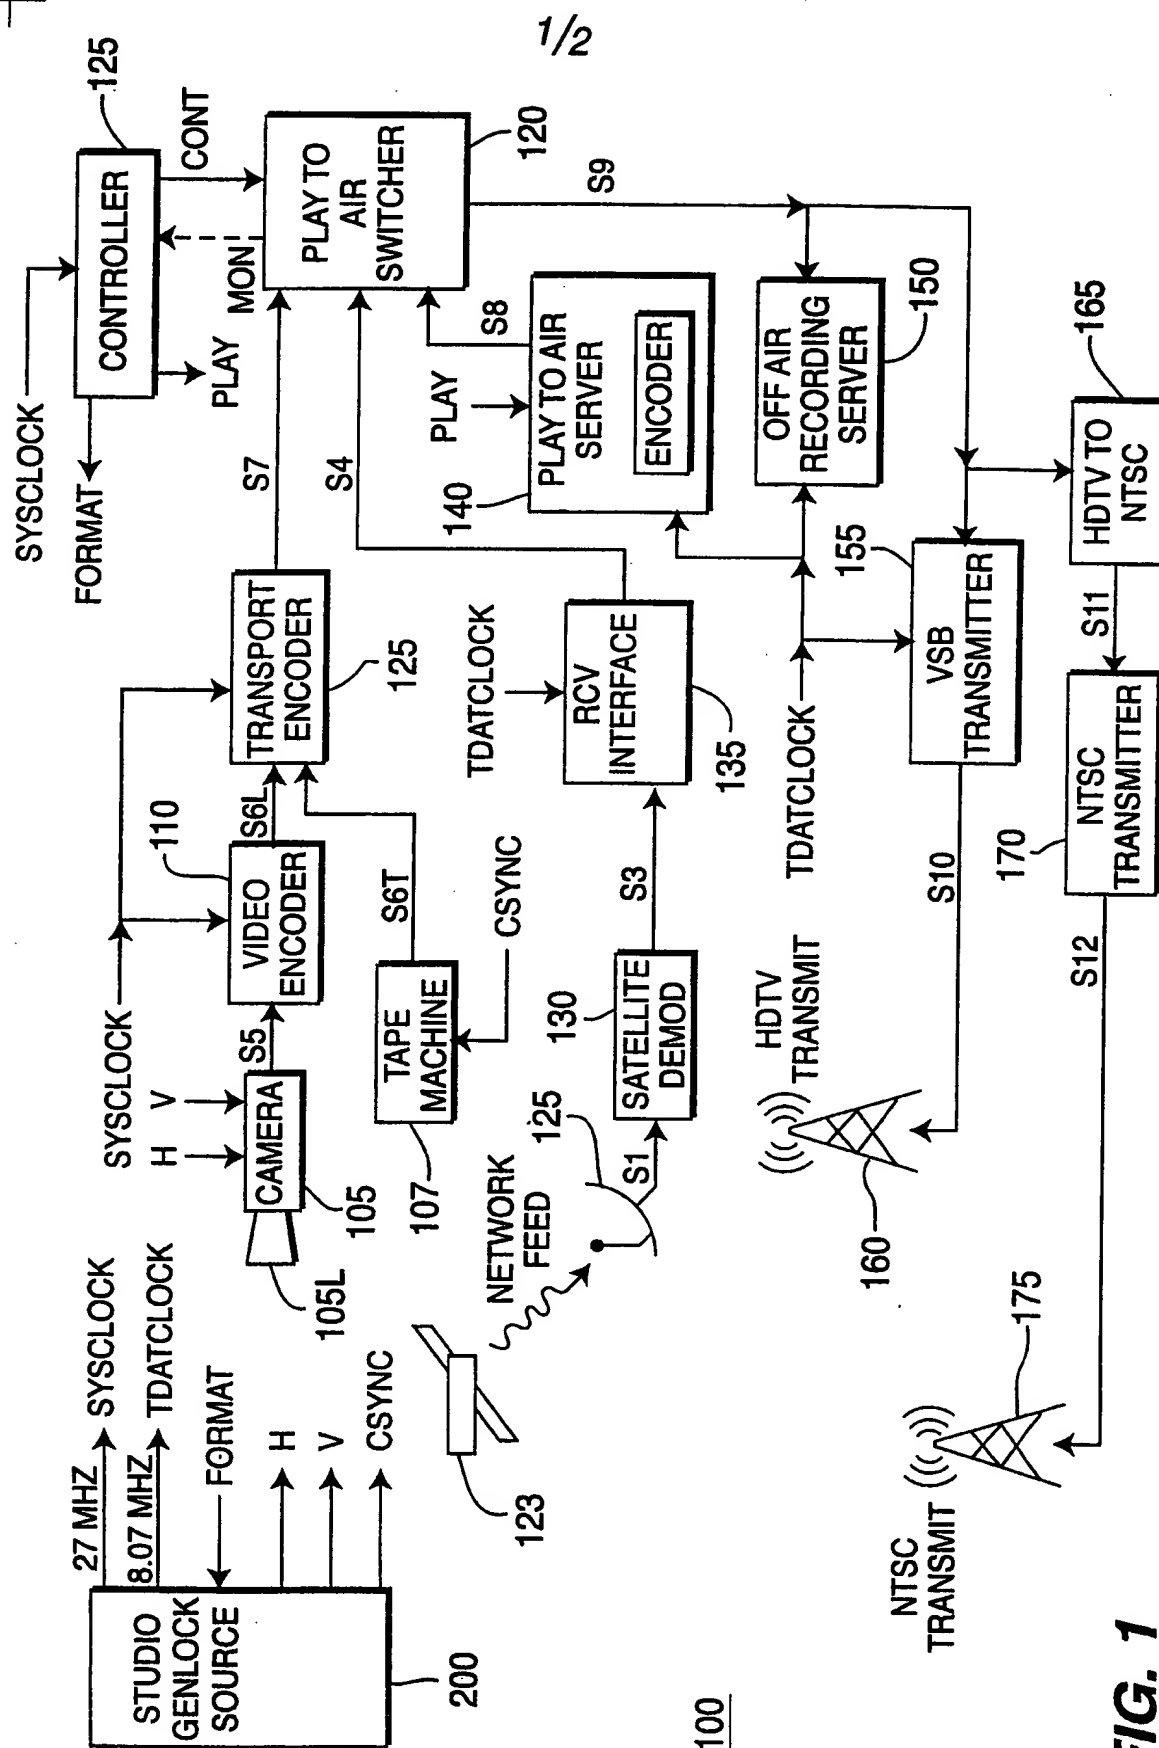 1/2
STUDIO
GENLOCK
SOURCE
200
27 MHZ
SYSCLOCK
8.07 MHZ
TDATCLOCK
FORMAT
H
V
CSYNC
SYSCLOCK
H
V
CAMERA
105
105L
S5
VIDEO
ENCODER
110
S6L
TRANSPORT
ENCODER
125
S7
TAPE
MACHINE
107
S6T
CSYNC
SYSCLOCK
FORMAT
CONTROLLER
125
PLAY
MON
CONT
PLAY TO
AIR
SWITCHER
120
S4
S8
S9
123
NETWORK
FEED
125
S1
SATELLITE
DEMOD
130
S3
TDATCLOCK
RCV
INTERFACE
135
PLAY
140
PLAY TO AIR
SERVER
ENCODER
OFF AIR
RECORDING
SERVER
150
TDATCLOCK
155
VSB
TRANSMITTER
S10
HDTV
TRANSMIT
160
HDTV TO
NTSC
165
S11
NTSC
TRANSMITTER
170
S12
NTSC
TRANSMIT
175
100
FIG. 1